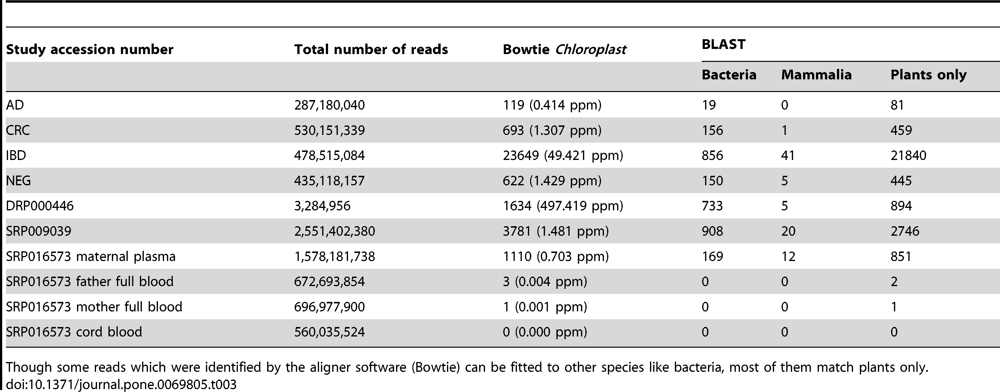 Study accession number Total number of reads Bowtie Chloroplast BLAST
Bacteria Mammalia Plants only
AD 287,180,040 119 (0.414 ppm) 19 0 81
CRC 530,151,339 693 (1.307 ppm) 156 1 459
IBD 478,515,084 23649 (49.421 ppm) 856 41 21840
NEG 435,118,157 622 (1.429 ppm) 150 5 445
DRP000446 3,284,956 1634 (497.419 ppm) 733 5 894
SRP009039 2,551,402,380 3781 (1.481 ppm) 908 20 2746
SRP016573 maternal plasma 1,578,181,738 1110 (0.703 ppm) 169 12 851
SRP016573 father full blood 672,693,854 3 (0.004 ppm) 0 0 2
SRP016573 mother full blood 696,977,900 1 (0.001 ppm) 0 0 1
SRP016573 cord blood 560,035,524 0 (0.000 ppm) 0 0 0
Though some reads which were identified by the aligner software (Bowtie) can be fitted to other species like bacteria, most of them match plants only.
doi:10.1371/journal.pone.0069805.t003